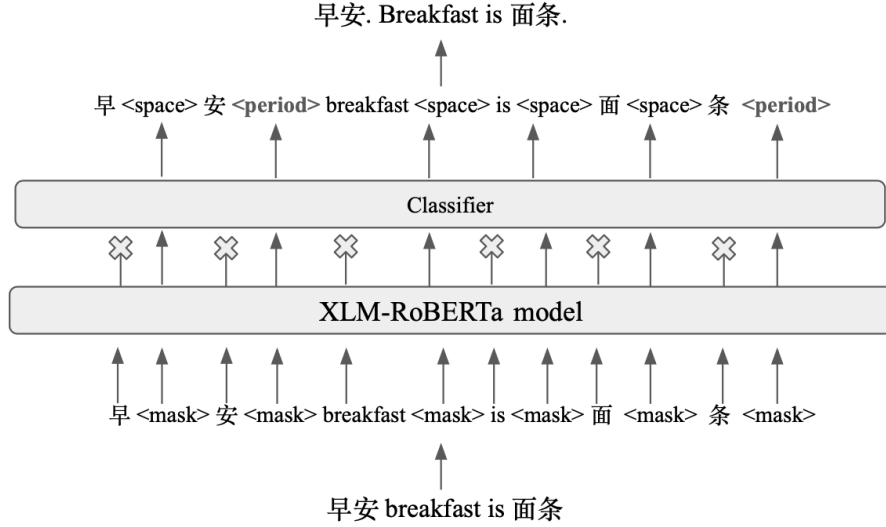 早安. Breakfast is 面条.
早 <space> 安 <period> breakfast <space> is <space> 面 <space> 条 <period>
Classifier
XLM-RoBERTa model
早 <mask> 安 <mask> breakfast <mask> is <mask> 面 <mask> 条 <mask>
早安 breakfast is 面条